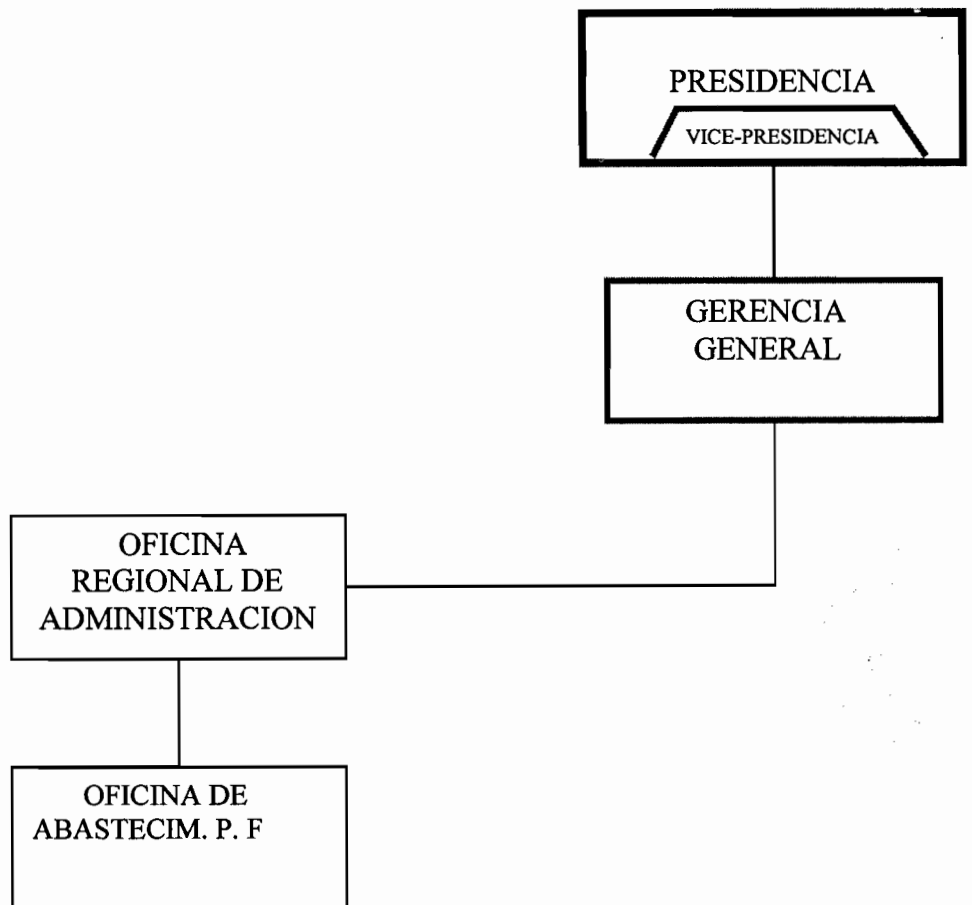 PRESIDENCIA
VICE-PRESIDENCIA
GERENCIA
GENERAL
OFICINA
REGIONAL DE
ADMINISTRACION
OFICINA DE
ABASTECIM. P. F